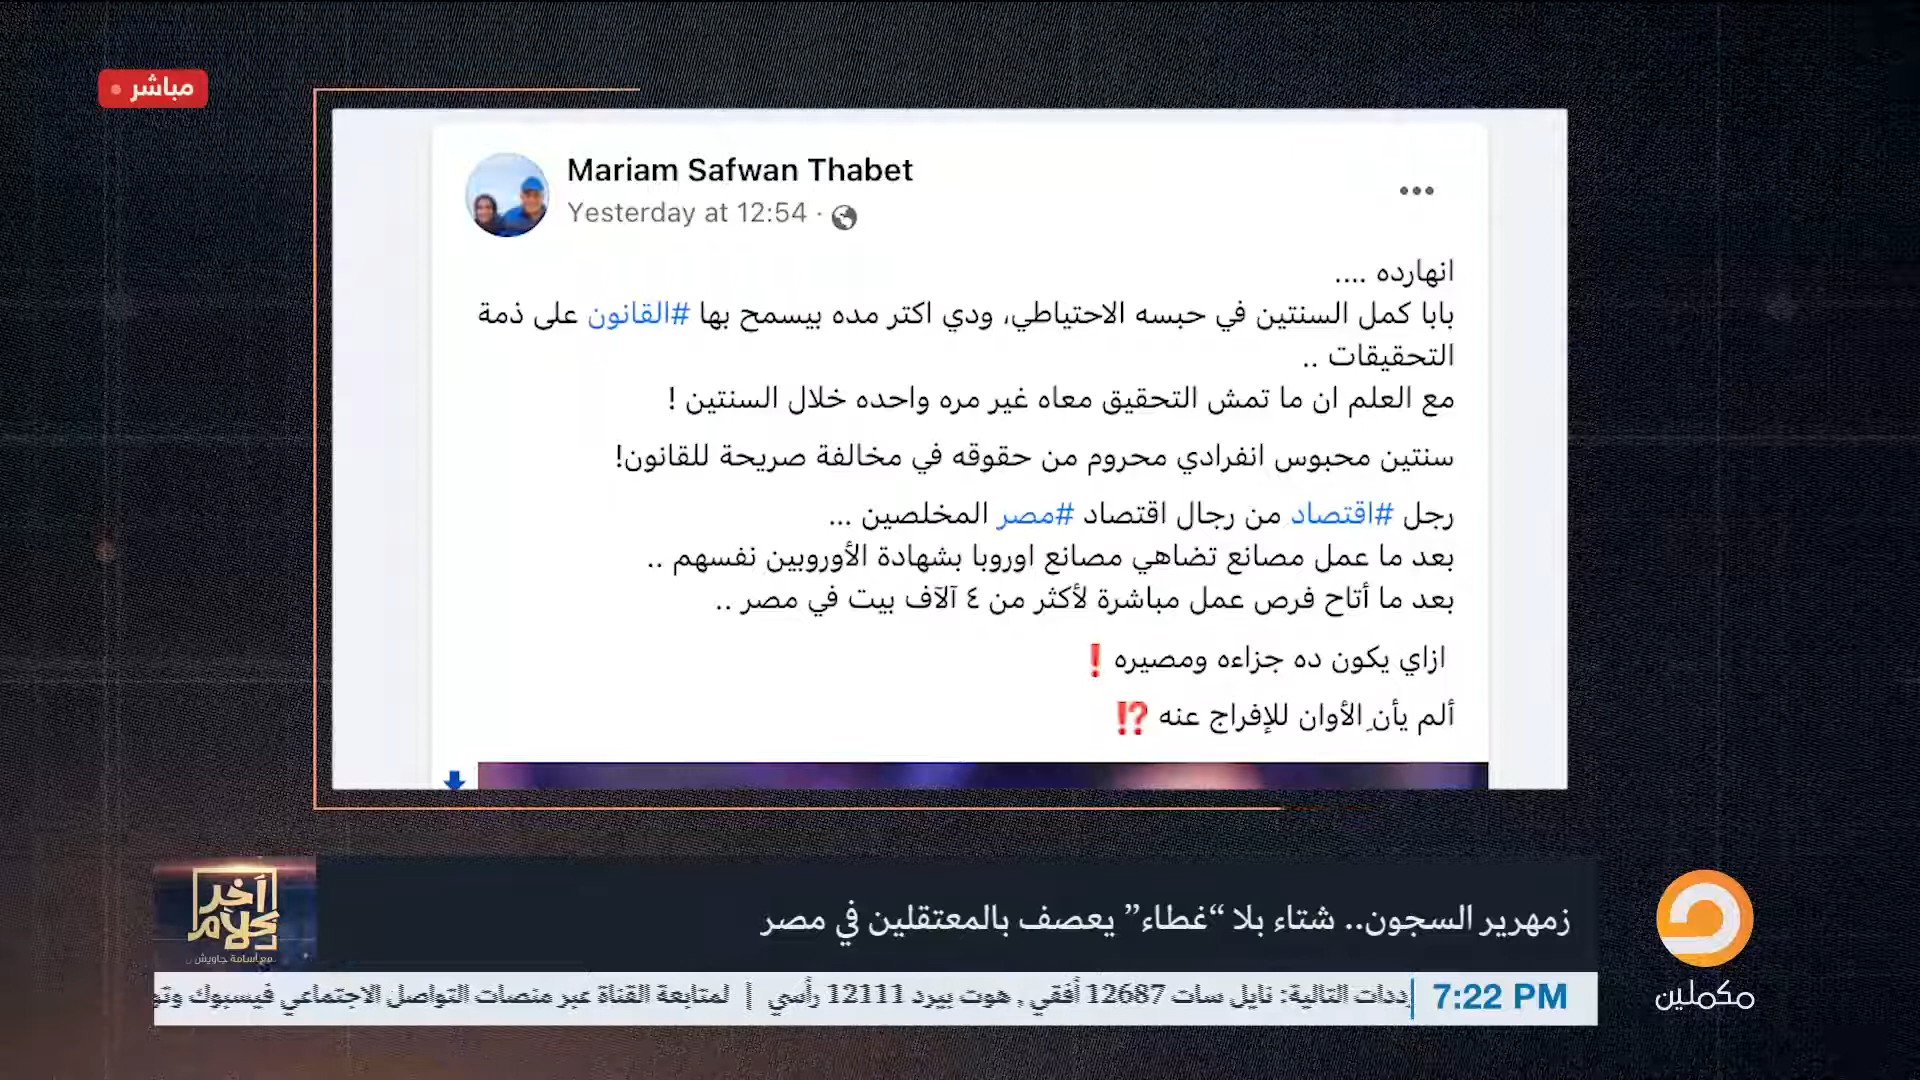 مباشر
Mariam Safwan Thabet
Yesterday at 12:54 ·
انهارده ....
بابا كمل السنتين في حبسه الاحتياطي، ودي اكتر مده بيسمح بها #القانون على ذمة
التحقيقات ..
مع العلم ان ما تمش التحقيق معاه غير مره واحده خلال السنتين !
سنتين محبوس انفرادي محروم من حقوقه في مخالفة صريحة للقانون!
رجل #اقتصاد من رجال اقتصاد #مصر المخلصين ...
بعد ما عمل مصانع تضاهي مصانع اوروبا بشهادة الأوروبين نفسهم ..
بعد ما أتاح فرص عمل مباشرة لأكثر من ٤ آلآف بيت في مصر ..
ازاي يكون ده جزاءه ومصيره ❗
ألم يأنِ الأوان للإفراج عنه ⁉
زمهرير السجون.. شتاء بلا “غطاء” يعصف بالمعتقلين في مصر
آخر كلام
مع أسامة جاويش
7:22 PM
ددات التالية: نايل سات 12687 أفقي , هوت بيرد 12111 رأسي | لمتابعة القناة عبر منصات التواصل الاجتماعي فيسبوك وتو
مكملين